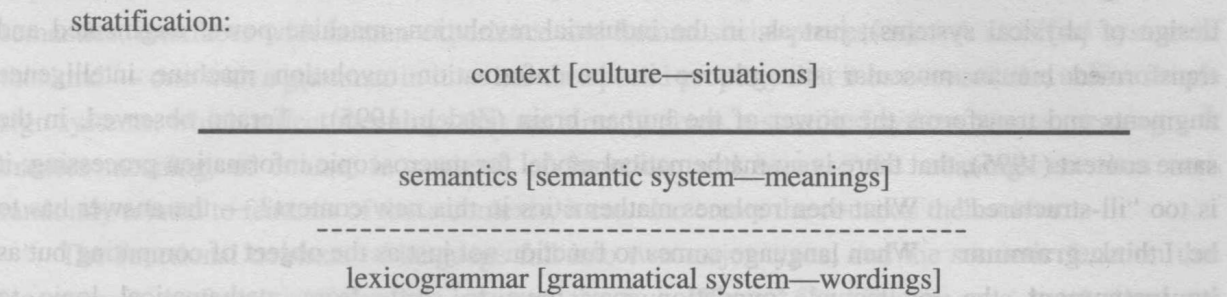 stratification:
context [culture—situations]
semantics [semantic system—meanings]
lexicogrammar [grammatical system—wordings]